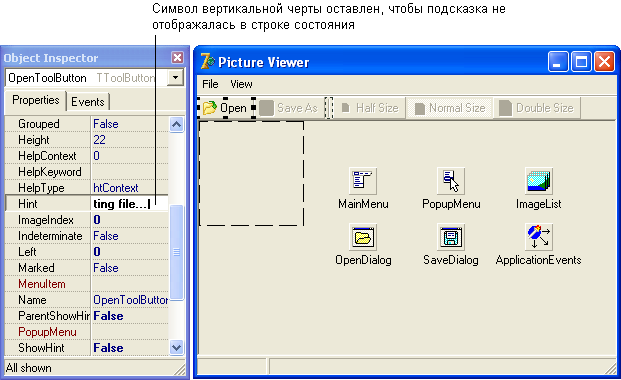 Символ вертикальной черты оставлен, чтобы подсказка не
отображалась в строке состояния
Object Inspector
OpenToolButton TToolButton
Properties Events
Grouped False
Height 22
HelpContext 0
HelpKeyword
HelpType htContext
Hint ting file...|
ImageIndex 0
Indeterminate False
Left 0
Marked False
MenuItem
Name OpenToolButton
ParentShowHin False
PopupMenu
ShowHint False
All shown
Picture Viewer
File View
Open Save As Half Size Normal Size Double Size
MainMenu PopupMenu ImageList
OpenDialog SaveDialog ApplicationEvents